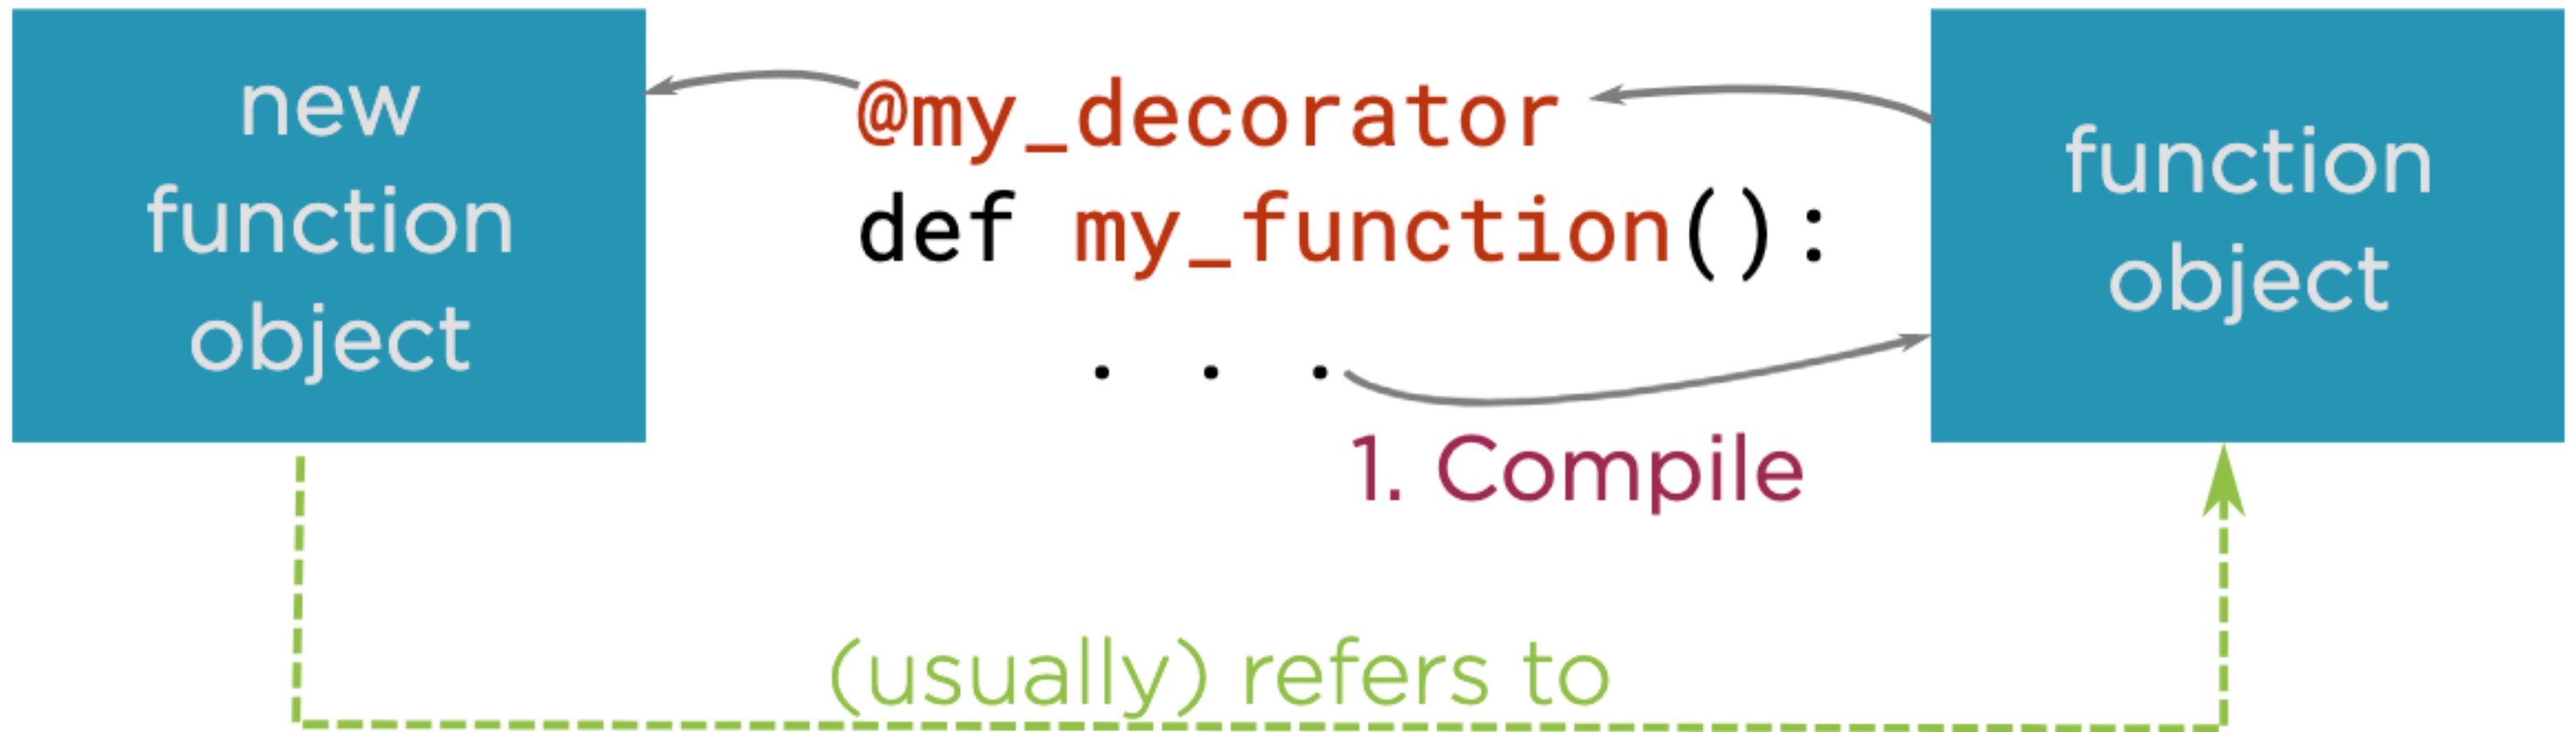 new
function
object
@my_decorator
def my_function():
. . .
function
object
1. Compile
(usually) refers to